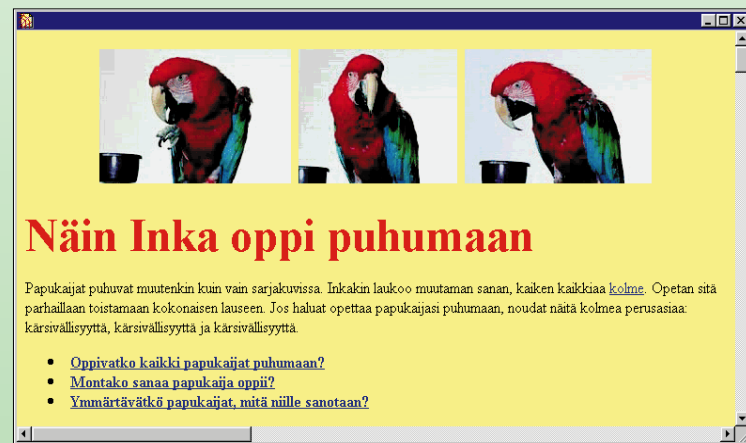 Näin Inka oppi puhumaan
Papukaijat puhuvat muutenkin kuin vain sarjakuvissa. Inkakin laukoo muutaman sanan, kaiken kaikkiaa kolme. Opetan sitä
parhaillaan toistamaan kokonaisen lauseen. Jos haluat opettaa papukaijasi puhumaan, noudat näitä kolmea perusasiaa:
kärsivällisyyttä, kärsivällisyyttä ja kärsivällisyyttä.
Oppivatko kaikki papukaijat puhumaan?
Montako sanaa papukaija oppii?
Ymmärtävätkö papukaijat, mitä niille sanotaan?